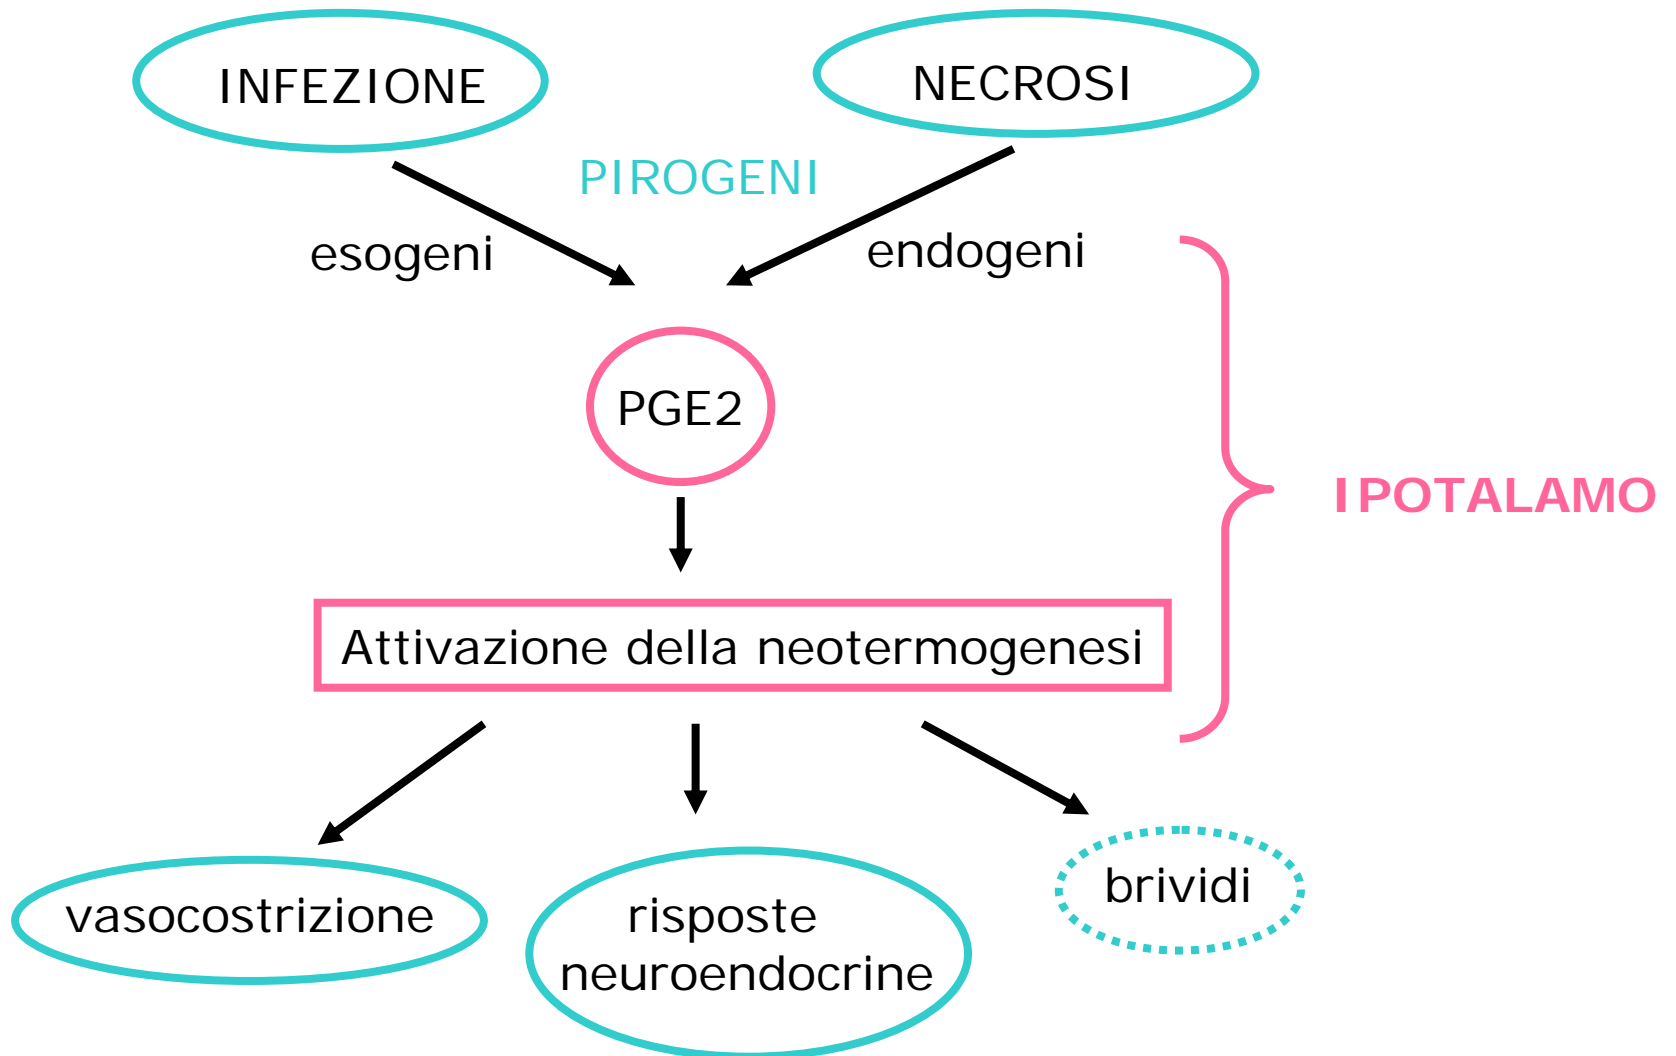 INFEZIONE
NECROSI
PIROGENI
esogeni
endogeni
PGE2
IPOTALAMO
Attivazione della neotermogenesi
vasocostrizione
risposte
neuroendocrine
brividi